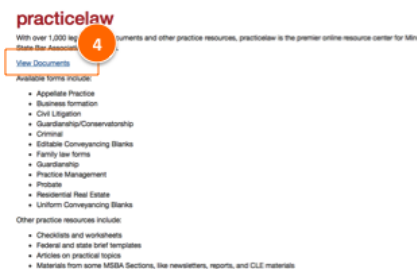 practicelaw
With over 1,000 leg uments and other practice resources, practicelaw is the premier online resource center for Min
State Bar Associati
4
View Documents
Available forms include:
• Appellate Practice
• Business formation
• Civil Litigation
• Guardianship/Conservatorship
• Criminal
• Editable Conveyancing Blanks
• Family law forms
• Guardianship
• Practice Management
• Probate
• Residential Real Estate
• Uniform Conveyancing Blanks
Other practice resources include:
• Checklists and worksheets
• Federal and state brief templates
• Articles on practical topics
• Materials from some MSBA Sections, like newsletters, reports, and CLE materials